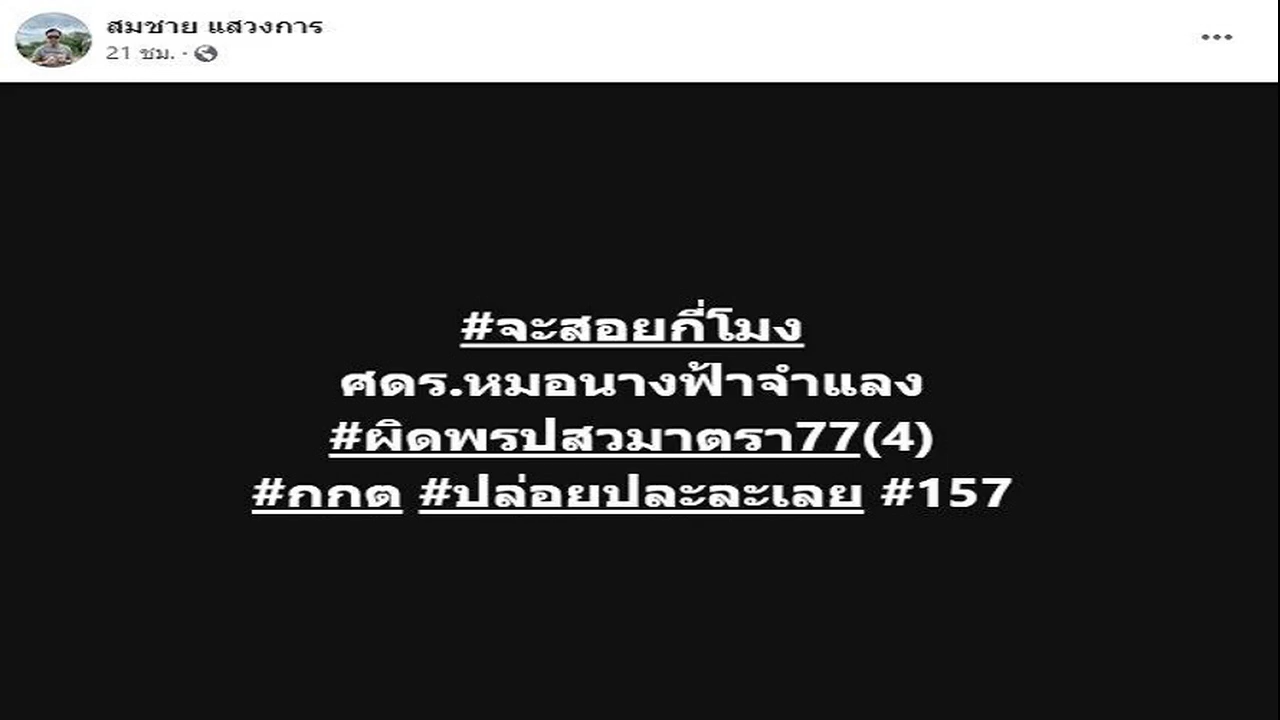 สมชาย แสวงการ
21 ชม. ·
#จะสอยกี่โมง
ศดร.หมอนางฟ้าจำแลง
#ผิดพรปสวมาตรา77(4)
#กกต #ปล่อยปละละเลย #157